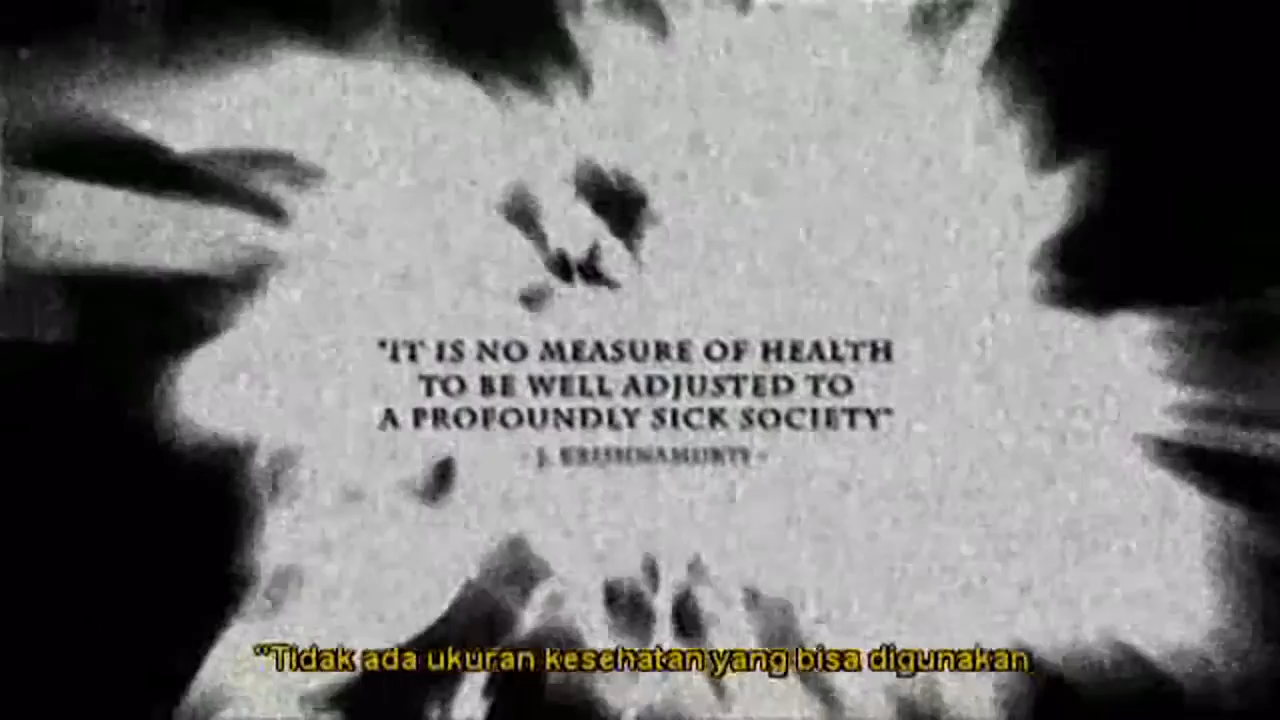 "IT IS NO MEASURE OF HEALTH
TO BE WELL ADJUSTED TO
A PROFOUNDLY SICK SOCIETY"
- J. KRISHNAMURTI -
"Tidak ada ukuran kesehatan yang bisa digunakan